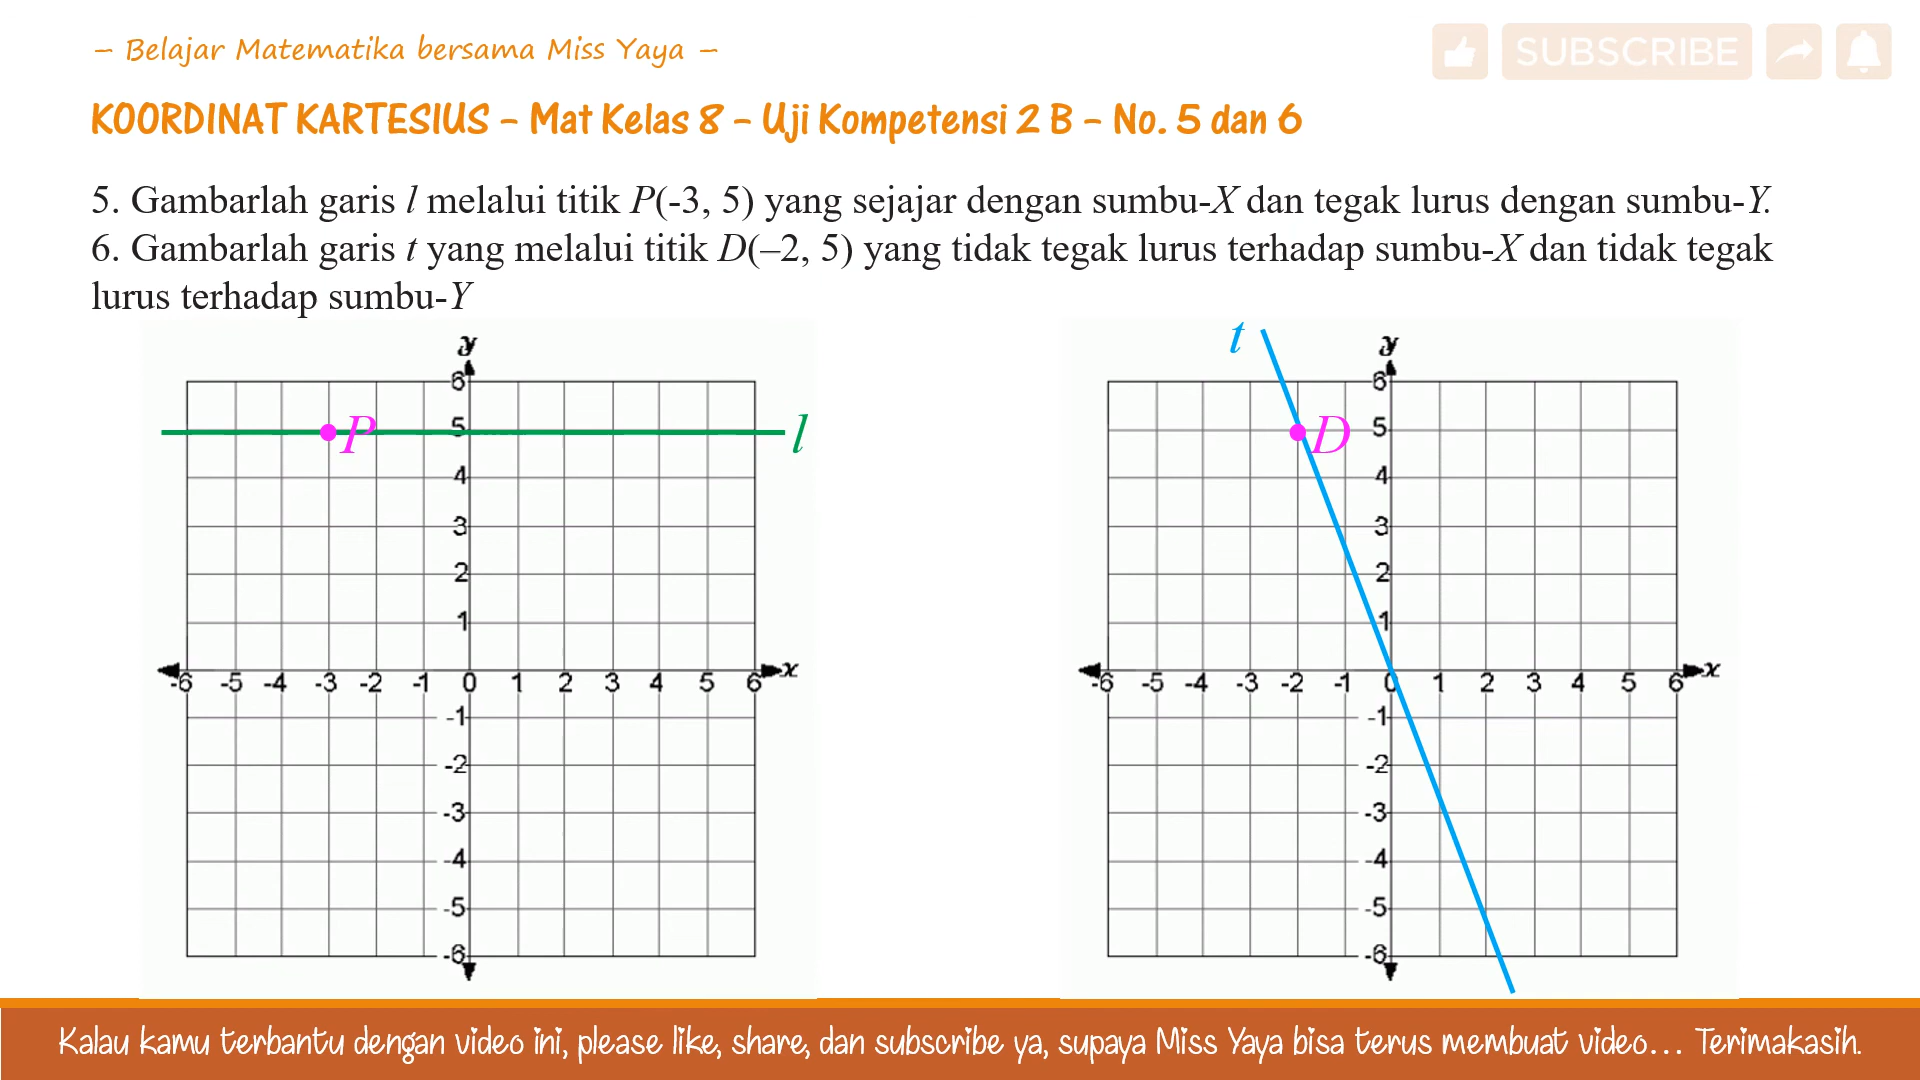 – Belajar Matematika bersama Miss Yaya –
SUBSCRIBE
KOORDINAT KARTESIUS – Mat Kelas 8 – Uji Kompetensi 2 B – No. 5 dan 6
5. Gambarlah garis l melalui titik P(-3, 5) yang sejajar dengan sumbu-X dan tegak lurus dengan sumbu-Y.
6. Gambarlah garis t yang melalui titik D(–2, 5) yang tidak tegak lurus terhadap sumbu-X dan tidak tegak
lurus terhadap sumbu-Y
y
6
P
5
l
4
3
2
1
-6 -5 -4 -3 -2 -1 0 1 2 3 4 5 6 x
-1
-2
-3
-4
-5
-6
t
y
6
D
5
4
3
2
1
-6 -5 -4 -3 -2 -1 0 1 2 3 4 5 6 x
-1
-2
-3
-4
-5
-6
Kalau kamu terbantu dengan video ini, please like, share, dan subscribe ya, supaya Miss Yaya bisa terus membuat video... Terimakasih.